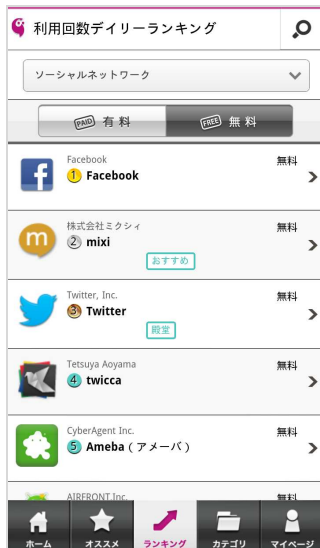 利用回数デイリーランキング
ソーシャルネットワーク
PAID 有料
FREE 無料
Facebook
無料
1 Facebook
株式会社ミクシィ
無料
2 mixi
おすすめ
Twitter, Inc.
無料
3 Twitter
殿堂
Tetsuya Aoyama
無料
4 twicca
CyberAgent Inc.
無料
5 Ameba（アメーバ）
AIRFRONT Inc.
無料
ホーム
オススメ
ランキング
カテゴリ
マイページ